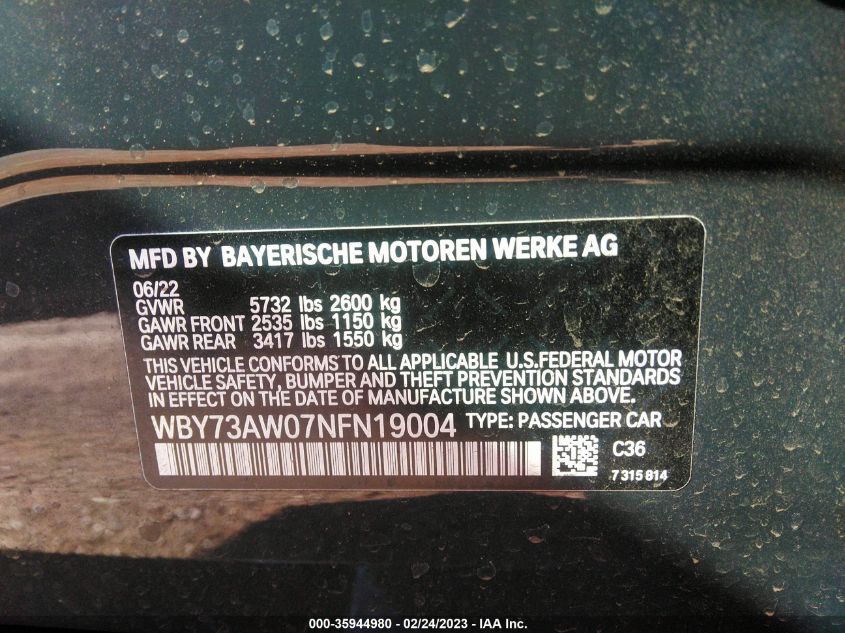 MFD BY BAYERISCHE MOTOREN WERKE AG
06/22
GVWR 5732 lbs 2600 kg
GAWR FRONT 2535 lbs 1150 kg
GAWR REAR 3417 lbs 1550 kg
THIS VEHICLE CONFORMS TO ALL APPLICABLE U.S.FEDERAL MOTOR
VEHICLE SAFETY, BUMPER AND THEFT PREVENTION STANDARDS
IN EFFECT ON THE DATE OF MANUFACTURE SHOWN ABOVE.
WBY73AW07NFN19004 TYPE: PASSENGER CAR
C36
7 315 814
000-35944980 - 02/24/2023 - IAA Inc.